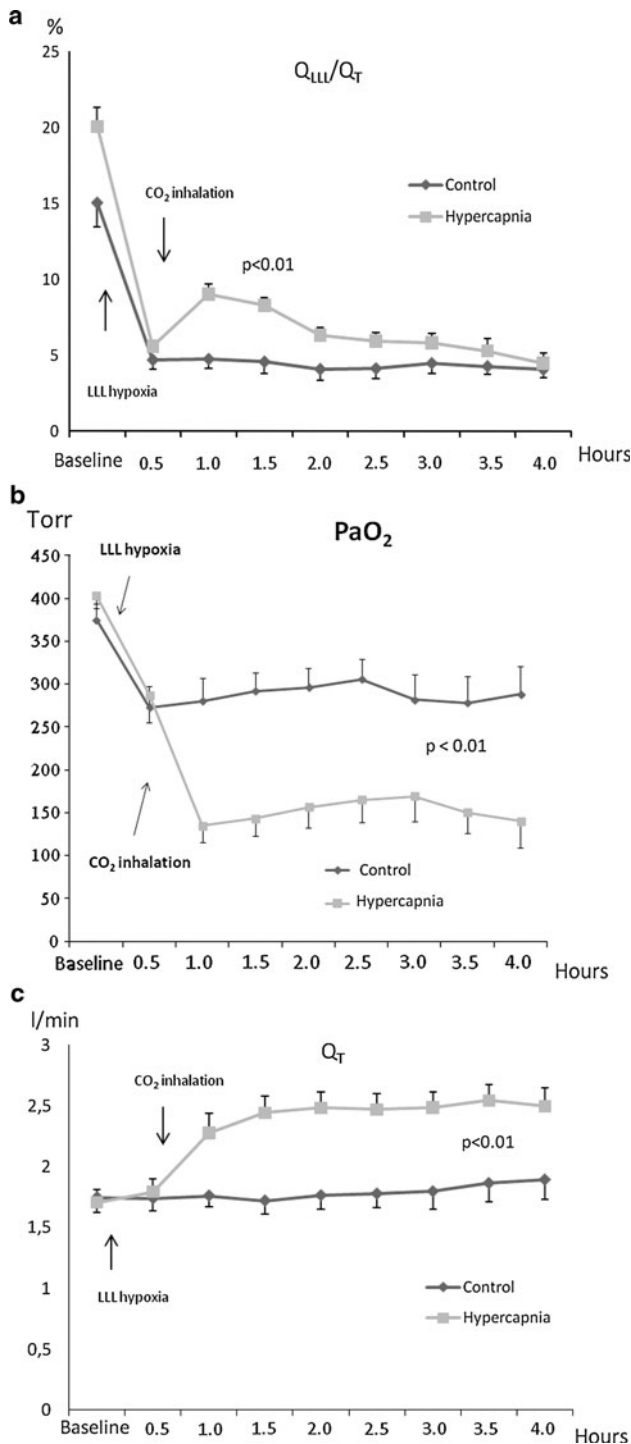 a
%
Q_LLL/Q_T
25
20
15
10
5
0
CO₂ inhalation
p<0.01
LLL hypoxia
Control
Hypercapnia
Baseline 0.5 1.0 1.5 2.0 2.5 3.0 3.5 4.0 Hours
b
Torr
PaO₂
450
400
350
300
250
200
150
100
50
0
LLL hypoxia
p < 0.01
CO₂ inhalation
Control
Hypercapnia
Baseline 0.5 1.0 1.5 2.0 2.5 3.0 3.5 4.0 Hours
c
l/min
Q_T
3
2,5
2
1,5
1
0,5
0
CO₂ inhalation
p<0.01
LLL hypoxia
Control
Hypercapnia
Baseline 0.5 1.0 1.5 2.0 2.5 3.0 3.5 4.0 Hours